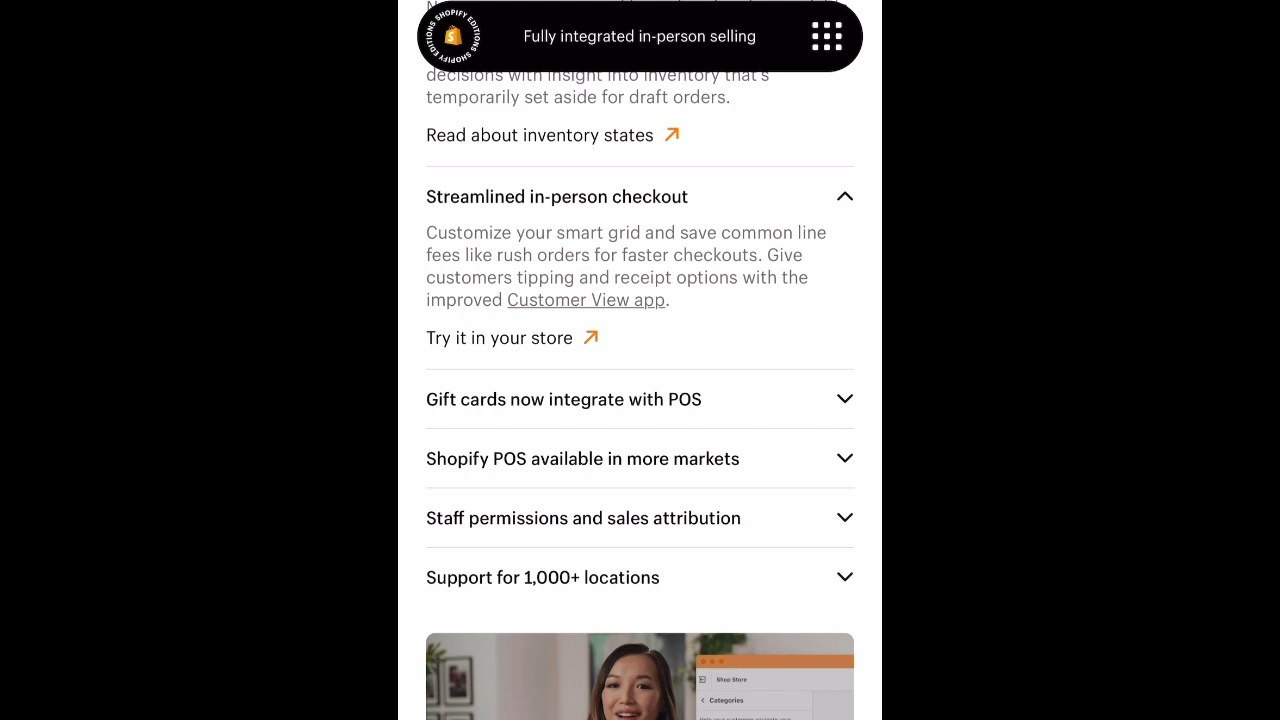 SHOPIFY EDITIONS SHOPIFY EDITIONS
Fully integrated in-person selling
decisions with insight into inventory that's
temporarily set aside for draft orders.
Read about inventory states
Streamlined in-person checkout
Customize your smart grid and save common line
fees like rush orders for faster checkouts. Give
customers tipping and receipt options with the
improved Customer View app.
Try it in your store
Gift cards now integrate with POS
Shopify POS available in more markets
Staff permissions and sales attribution
Support for 1,000+ locations
Shop Store
Categories